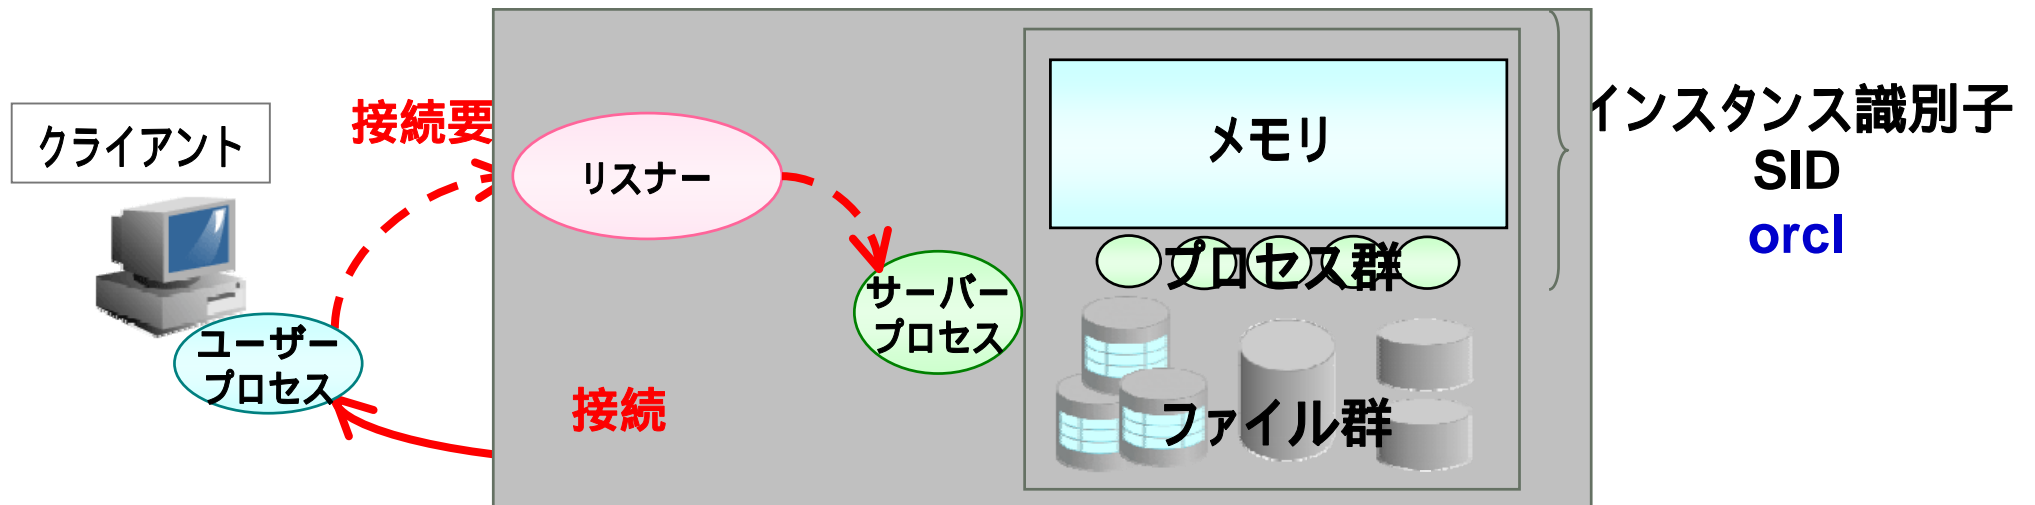 クライアント
接続要
リスナー
メモリ
インスタンス識別子
SID
orcl
プロセス群
サーバー
プロセス
ユーザー
プロセス
接続
ファイル群